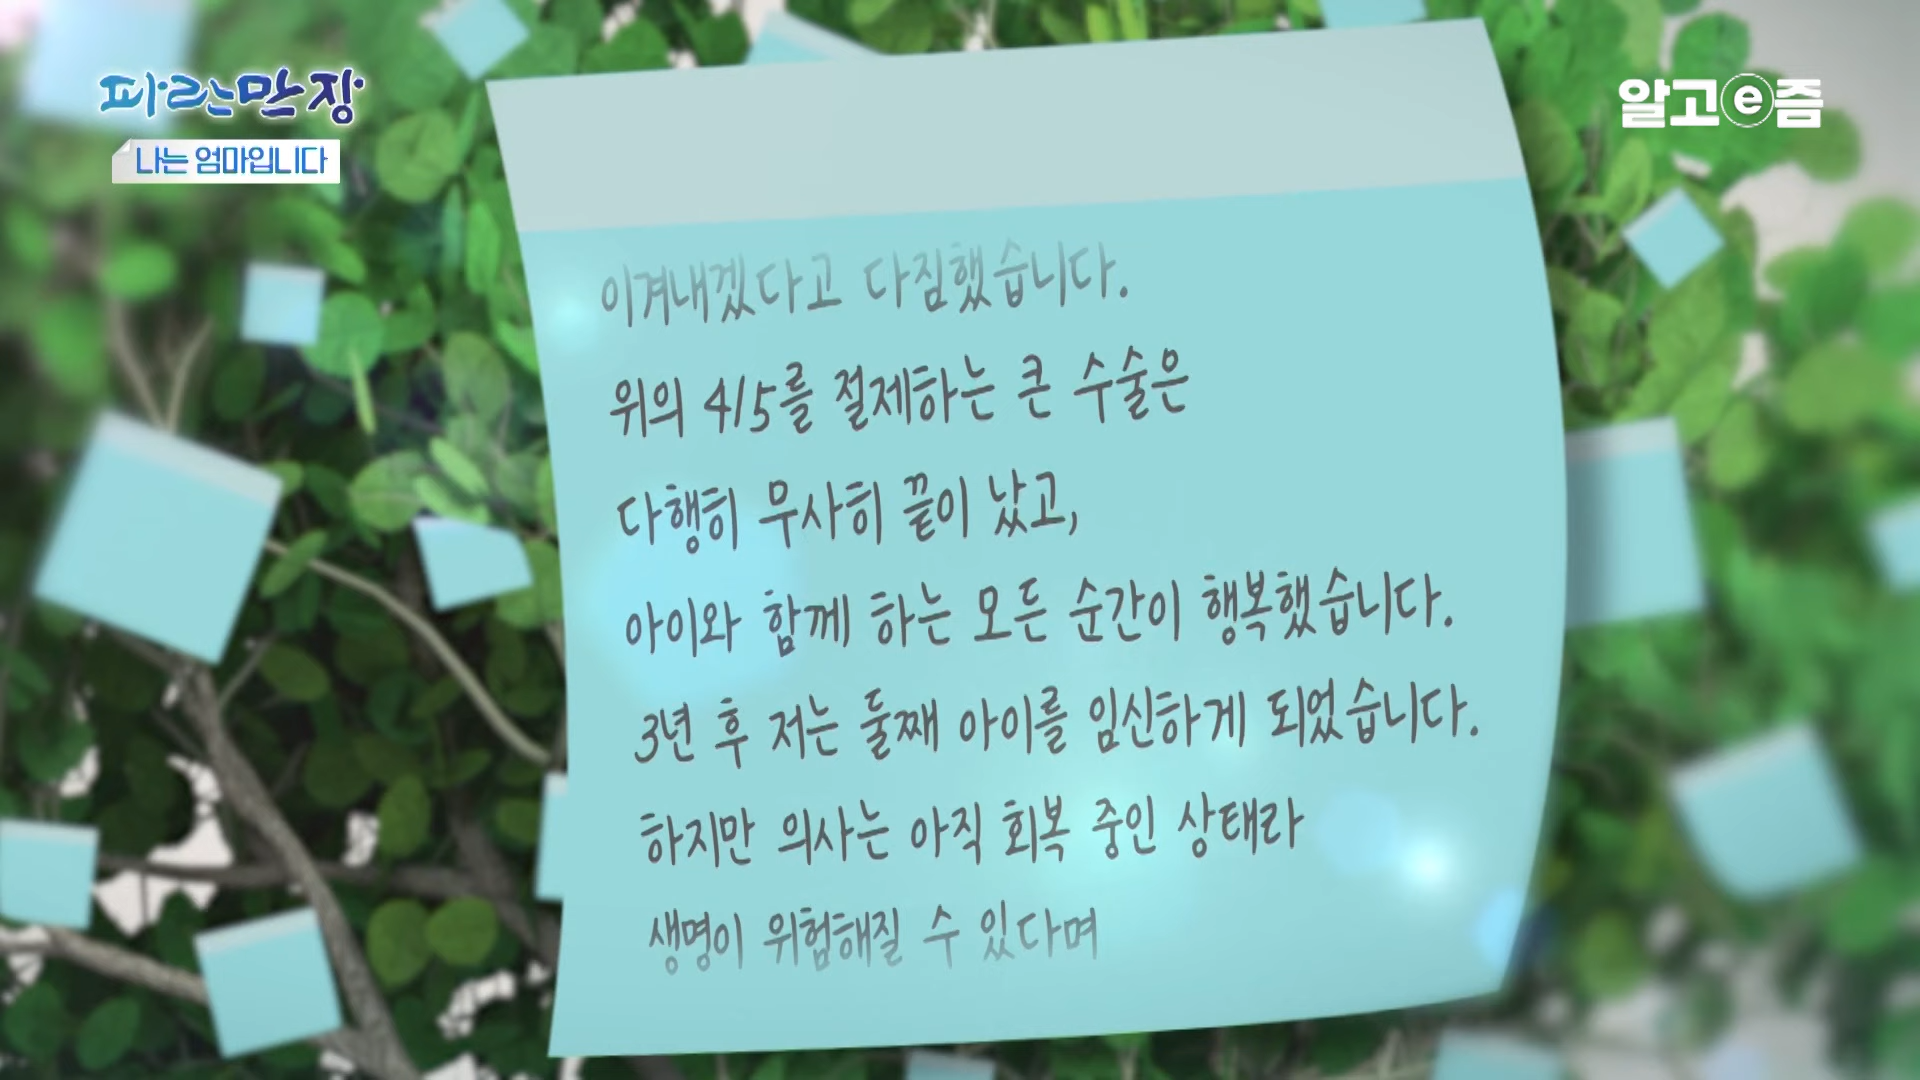 파란만장
나는 엄마입니다
알고e즘
이겨내겠다고 다짐했습니다.
위의 4/5를 절제하는 큰 수술은
다행히 무사히 끝이 났고,
아이와 함께 하는 모든 순간이 행복했습니다.
3년 후 저는 둘째 아이를 임신하게 되었습니다.
하지만 의사는 아직 회복 중인 상태라
생명이 위험해질 수 있다며